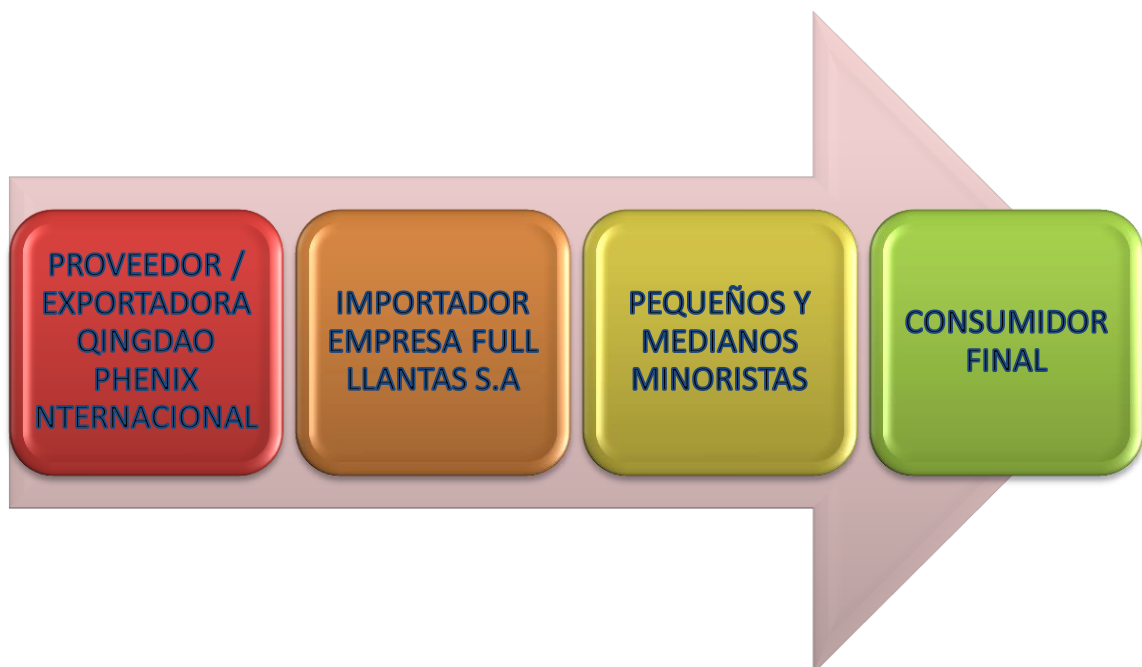 PROVEEDOR /
EXPORTADORA
QINGDAO
PHENIX
NTERNACIONAL
IMPORTADOR
EMPRESA FULL
LLANTAS S.A
PEQUEÑOS Y
MEDIANOS
MINORISTAS
CONSUMIDOR
FINAL